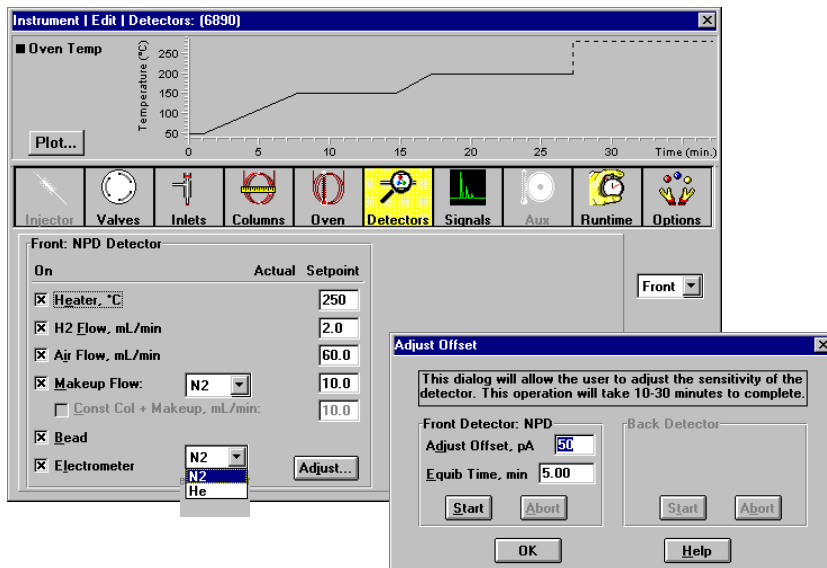 Instrument | Edit | Detectors: (6890)
Oven Temp
Temperature (°C)
250
200
150
100
50
0 5 10 15 20 25 30 Time (min.)
Plot...
Injector Valves Inlets Columns Oven Detectors Signals Aux Runtime Options
Front: NPD Detector
On Actual Setpoint
Heater, °C 250
H2 Flow, mL/min 2.0
Air Flow, mL/min 60.0
Makeup Flow: N2 10.0
Const Col + Makeup, mL/min: 10.0
Bead
Electrometer N2 Adjust...
N2
He
Front
Adjust Offset
This dialog will allow the user to adjust the sensitivity of the
detector. This operation will take 10-30 minutes to complete.
Front Detector: NPD
Adjust Offset, pA 50
Equib Time, min 5.00
Start Abort
Back Detector
Start Abort
OK Help